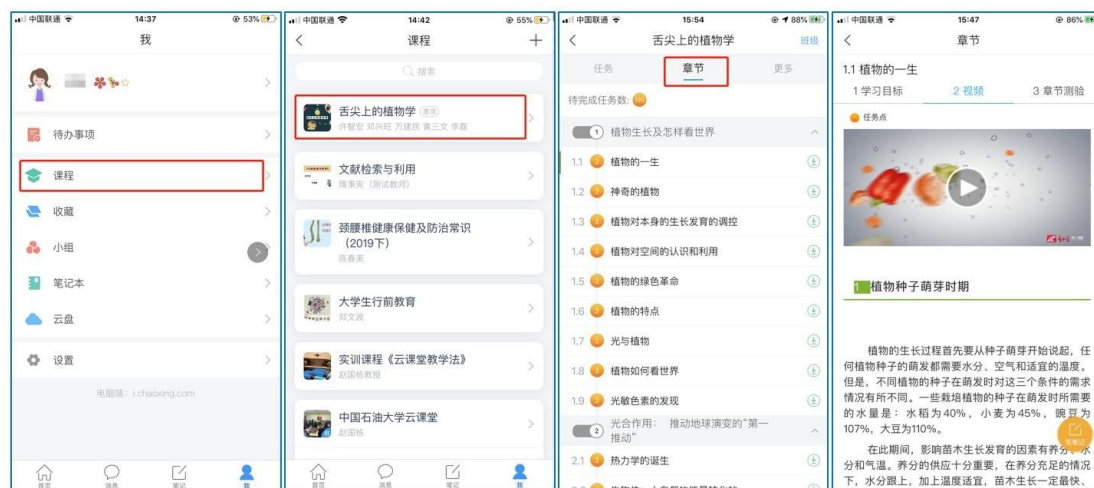 中国联通
14:37
53%
我
待办事项
课程
收藏
小组
笔记本
云盘
设置
电脑端：i.chaoxing.com
首页
消息
笔记
我
中国联通
14:42
55%
课程
搜索
舌尖上的植物学
许智宏 邓兴旺 万建民 黄三文 李磊
文献检索与利用
隋秉宪（测试教师）
颈腰椎健康保健及防治常识
（2019下）
陈春英
大学生行前教育
郑文波
实训课程《云课堂教学法》
赵国栋教授
中国石油大学云课堂
赵国栋
首页
消息
笔记
我
中国联通
15:54
88%
舌尖上的植物学
班级
任务
章节
更多
待完成任务数:
1 植物生长及怎样看世界
1.1 植物的一生
1.2 神奇的植物
1.3 植物对本身的生长发育的调控
1.4 植物对空间的认识和利用
1.5 植物的绿色革命
1.6 植物的特点
1.7 光与植物
1.8 植物如何看世界
1.9 光敏色素的发现
2 光合作用： 推动地球演变的"第一
推动"
2.1 热力学的诞生
中国联通
15:47
86%
章节
1.1 植物的一生
1 学习目标
2 视频
3 章节测验
任务点
1 植物种子萌芽时期
植物的生长过程首先要从种子萌芽开始说起，任
何植物种子的萌发都需要水分、空气和适宜的温度。
但是，不同植物的种子在萌发时对这三个条件的需求
情况有所不同。一些栽培植物的种子在萌发时所需要
的水量是：水稻为40%，小麦为45%，豌豆为
107%，大豆为110%。
写笔记
在此期间，影响苗木生长发育的因素有养分、水
分和气温。养分的供应十分重要，在养分充足的情况
下，水分跟上，加上温度适宜，苗木生长一定最快、